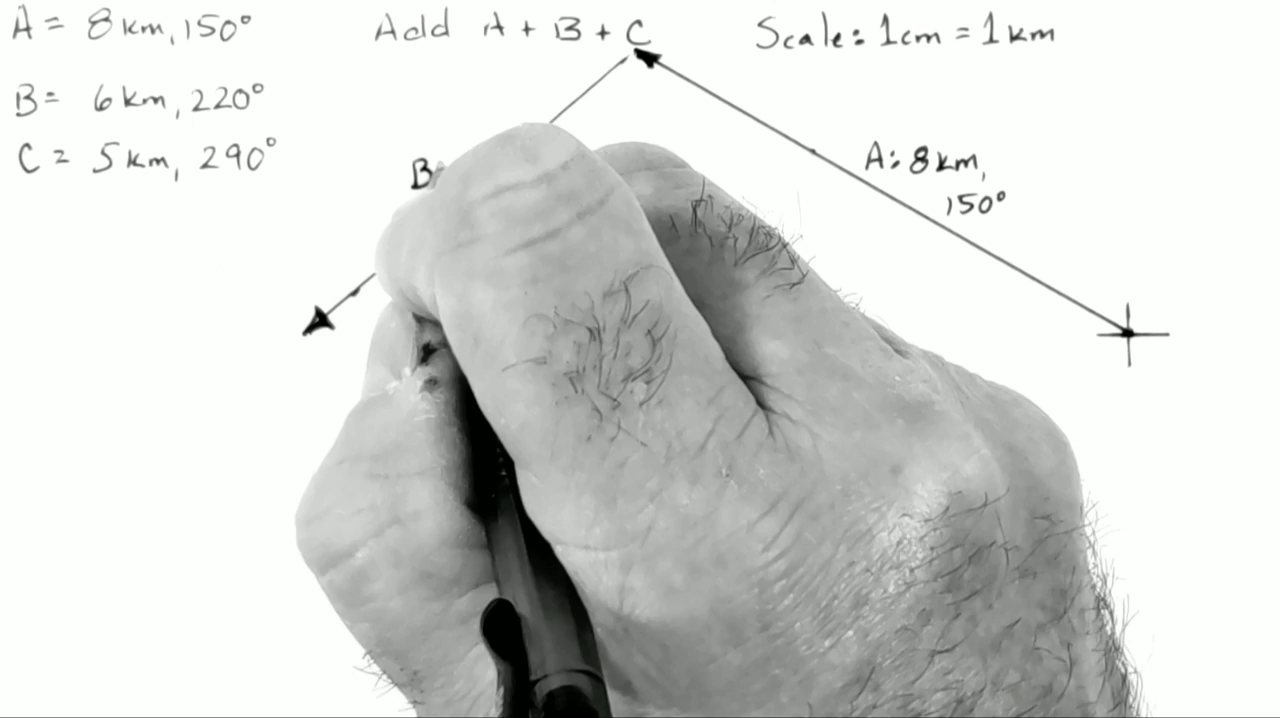 A = 8 km, 150°
Add A + B + C
Scale: 1cm = 1 km
B = 6 km, 220°
C = 5 km, 290°
A: 8 km,
150°
B